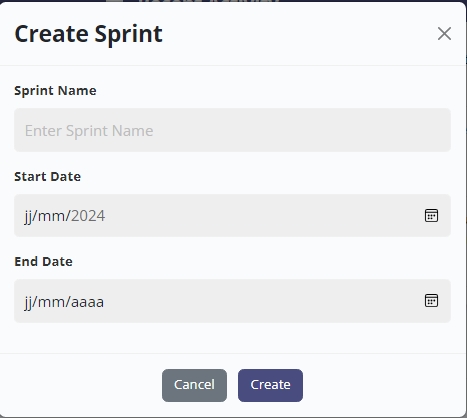 Create Sprint
Sprint Name
Enter Sprint Name
Start Date
jj/mm/2024
End Date
jj/mm/aaaa
Cancel
Create